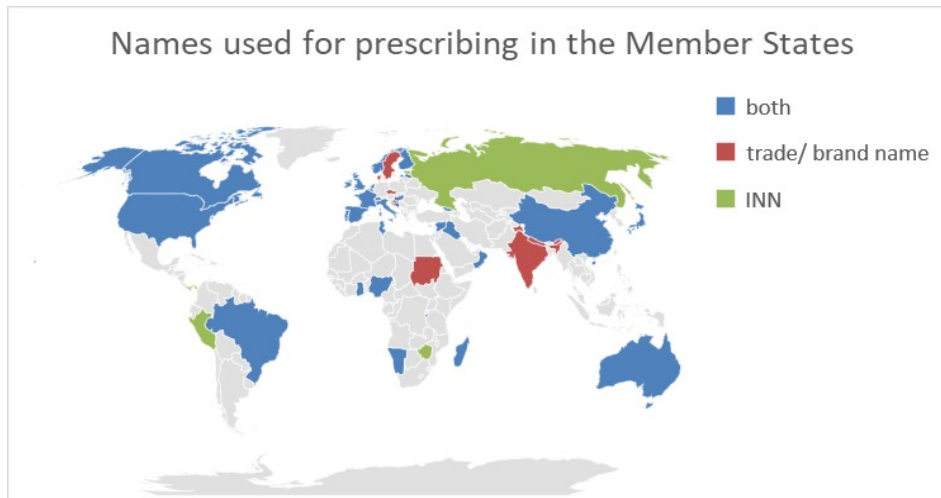 Names used for prescribing in the Member States
both
trade/ brand name
INN